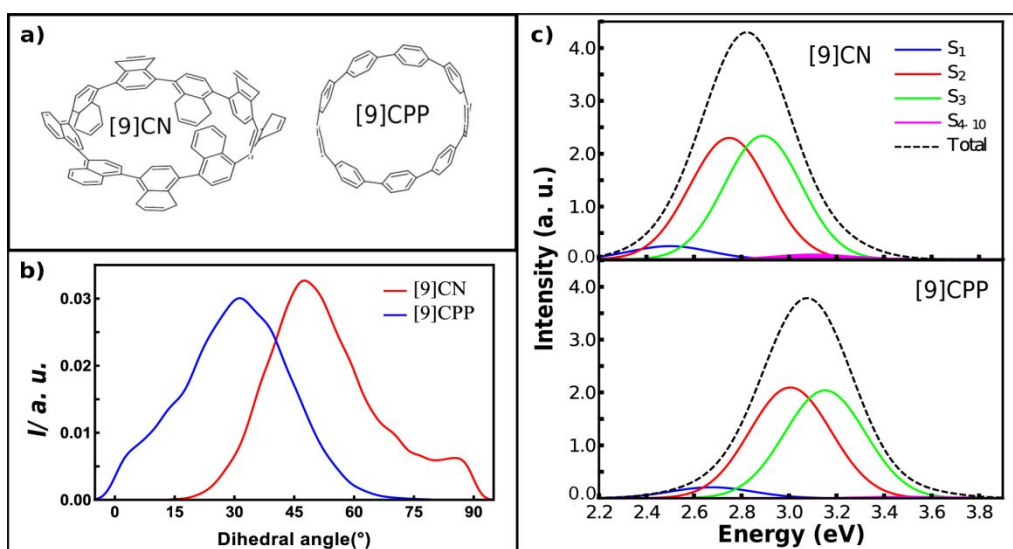 a)
[9]CN
[9]CPP
b)
[9]CN
[9]CPP
0.03
0.02
0.01
0.00
I/ a. u.
0
15
30
45
60
75
90
Dihedral angle(°)
c)
[9]CN
S1
S2
S3
S4-10
Total
4.0
3.0
2.0
1.0
0.0
[9]CPP
4.0
3.0
2.0
1.0
0.0
Intensity (a. u.)
2.2
2.4
2.6
2.8
3.0
3.2
3.4
3.6
3.8
Energy (eV)